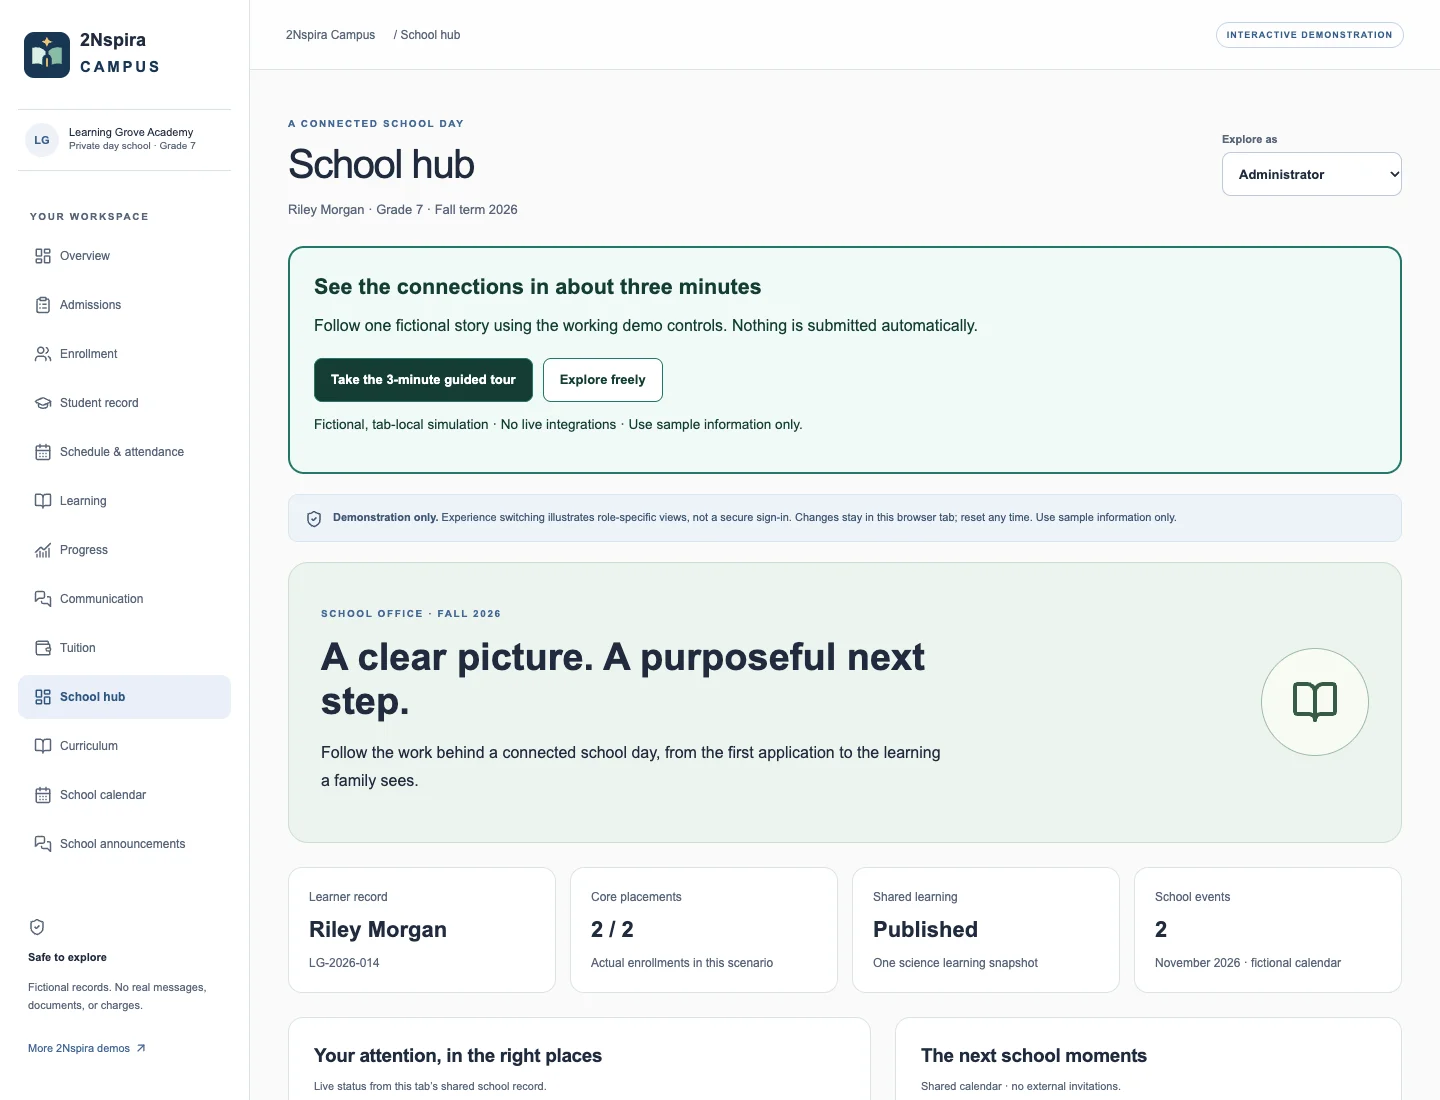 2Nspira
CAMPUS
LG
Learning Grove Academy
Private day school · Grade 7
YOUR WORKSPACE
Overview
Admissions
Enrollment
Student record
Schedule & attendance
Learning
Progress
Communication
Tuition
School hub
Curriculum
School calendar
School announcements
Safe to explore
Fictional records. No real messages,
documents, or charges.
More 2Nspira demos
2Nspira Campus / School hub
INTERACTIVE DEMONSTRATION
A CONNECTED SCHOOL DAY
School hub
Riley Morgan · Grade 7 · Fall term 2026
Explore as
Administrator
See the connections in about three minutes
Follow one fictional story using the working demo controls. Nothing is submitted automatically.
Take the 3-minute guided tour
Explore freely
Fictional, tab-local simulation · No live integrations · Use sample information only.
Demonstration only. Experience switching illustrates role-specific views, not a secure sign-in. Changes stay in this browser tab; reset any time. Use sample information only.
SCHOOL OFFICE · FALL 2026
A clear picture. A purposeful next
step.
Follow the work behind a connected school day, from the first application to the learning
a family sees.
Learner record
Riley Morgan
LG-2026-014
Core placements
2 / 2
Actual enrollments in this scenario
Shared learning
Published
One science learning snapshot
School events
2
November 2026 · fictional calendar
Your attention, in the right places
Live status from this tab's shared school record.
The next school moments
Shared calendar · no external invitations.